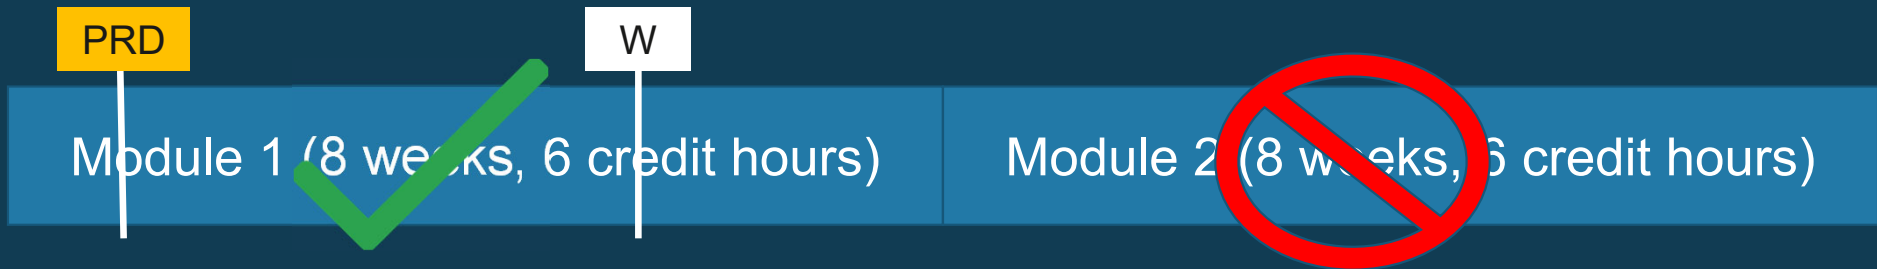 PRD
W
Module 1 (8 weeks, 6 credit hours)
Module 2 (8 weeks, 6 credit hours)